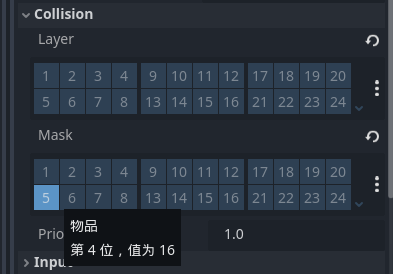 Collision
Layer
1 2 3 4 9 10 11 12 17 18 19 20
5 6 7 8 13 14 15 16 21 22 23 24
Mask
1 2 3 4 9 10 11 12 17 18 19 20
5 6 7 8 13 14 15 16 21 22 23 24
物品
Prio 1.0
第 4 位，值为 16
Input